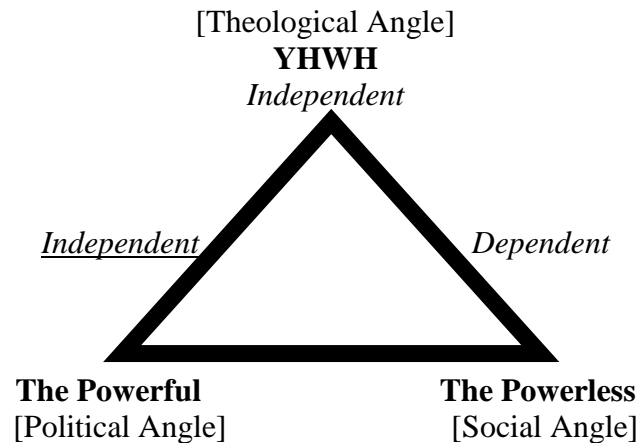 [Theological Angle]
YHWH
Independent
Independent Dependent
The Powerful The Powerless
[Political Angle] [Social Angle]